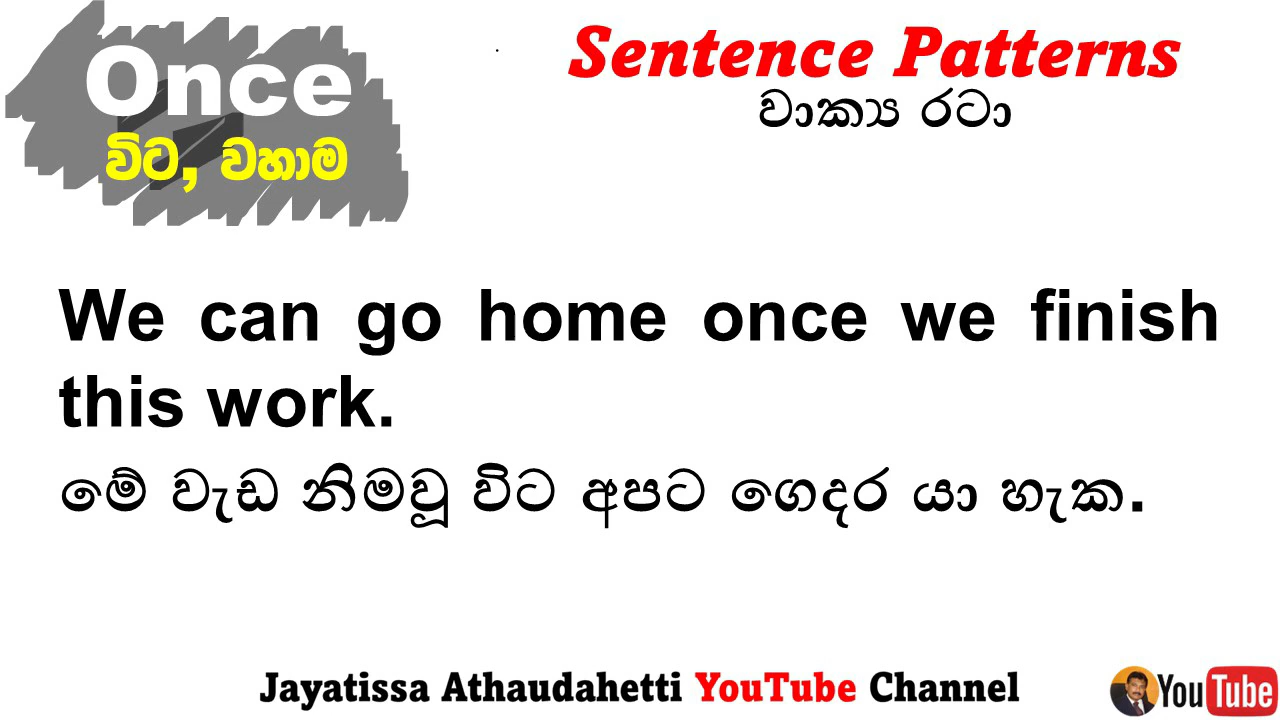 Once
විට, වහාම
Sentence Patterns
වාක්‍ය රටා
We can go home once we finish
this work.
මේ වැඩ නිමවූ විට අපට ගෙදර යා හැක.
Jayatissa Athaudahetti YouTube Channel
YouTube